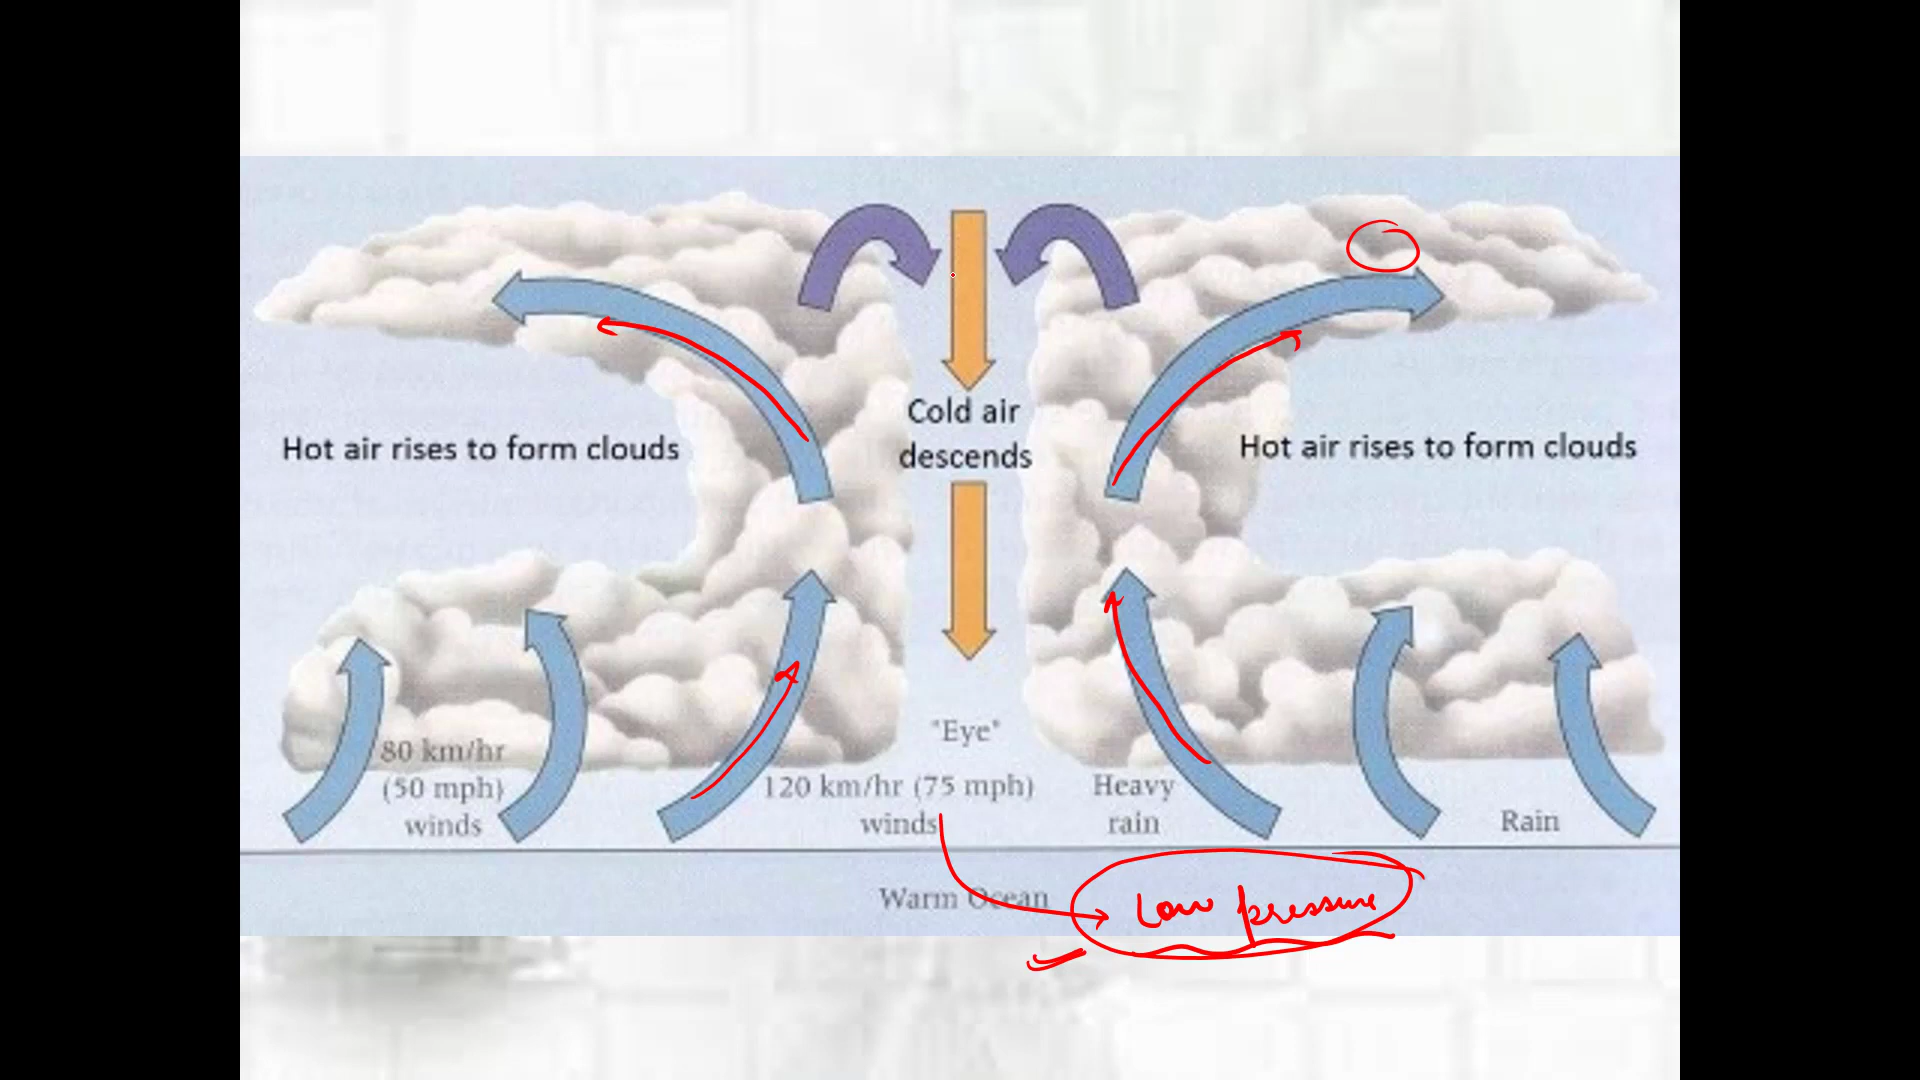 Cold air
descends
Hot air rises to form clouds
Hot air rises to form clouds
"Eye"
80 km/hr
(50 mph)
winds
120 km/hr (75 mph)
winds
Heavy
rain
Rain
Warm Ocean
Low pressure